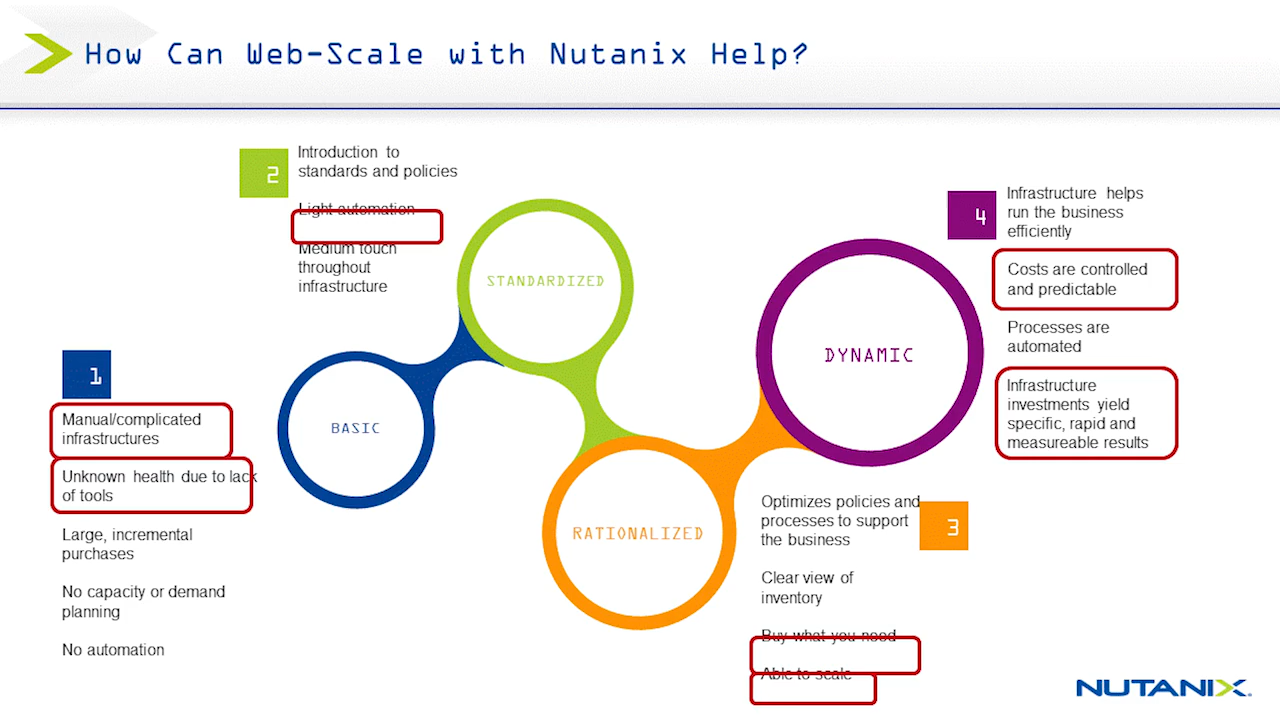 How Can Web-Scale with Nutanix Help?
2
Introduction to
standards and policies
Light automation
Medium touch
throughout
infrastructure
STANDARDIZED
4
Infrastructure helps
run the business
efficiently
Costs are controlled
and predictable
Processes are
automated
Infrastructure
investments yield
specific, rapid and
measureable results
DYNAMIC
1
Manual/complicated
infrastructures
Unknown health due to lack
of tools
Large, incremental
purchases
No capacity or demand
planning
No automation
BASIC
RATIONALIZED
3
Optimizes policies and
processes to support
the business
Clear view of
inventory
Buy what you need
Able to scale
NUTANIX.